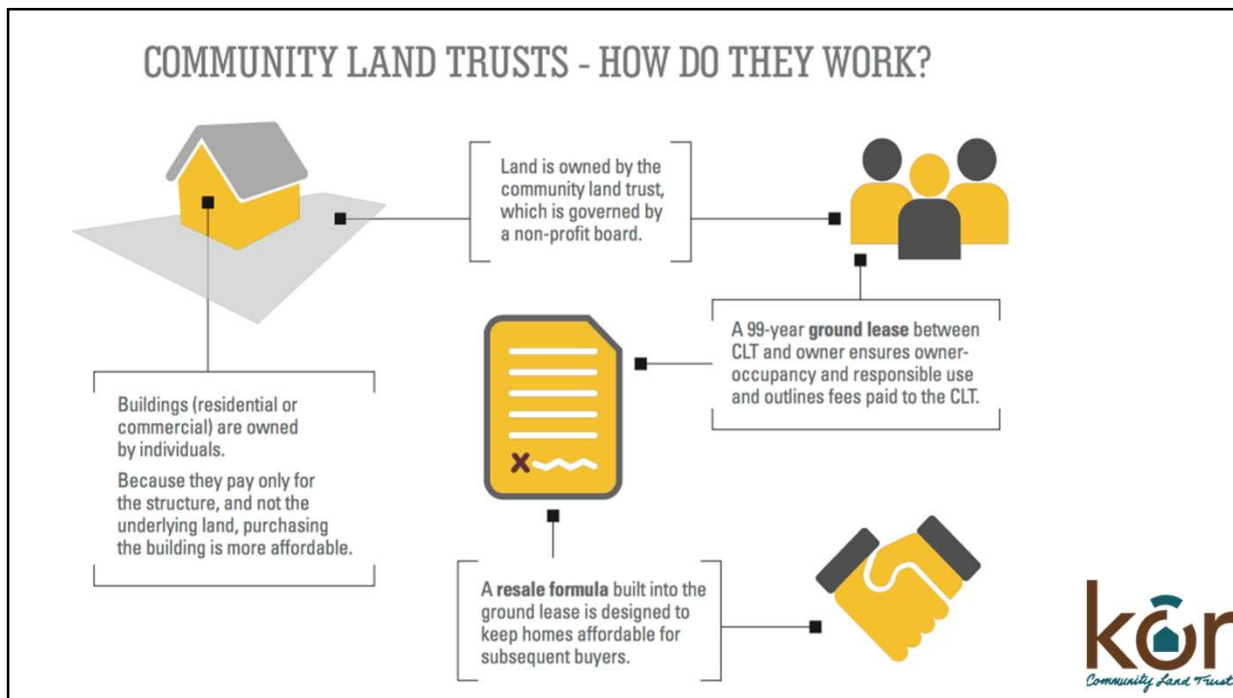 COMMUNITY LAND TRUSTS - HOW DO THEY WORK?
Land is owned by the
community land trust,
which is governed by
a non-profit board.
A 99-year ground lease between
CLT and owner ensures owner-
occupancy and responsible use
and outlines fees paid to the CLT.
Buildings (residential or
commercial) are owned
by individuals.
Because they pay only for
the structure, and not the
underlying land, purchasing
the building is more affordable.
X
A resale formula built into the
ground lease is designed to
keep homes affordable for
subsequent buyers.
kôr
Community Land Trust